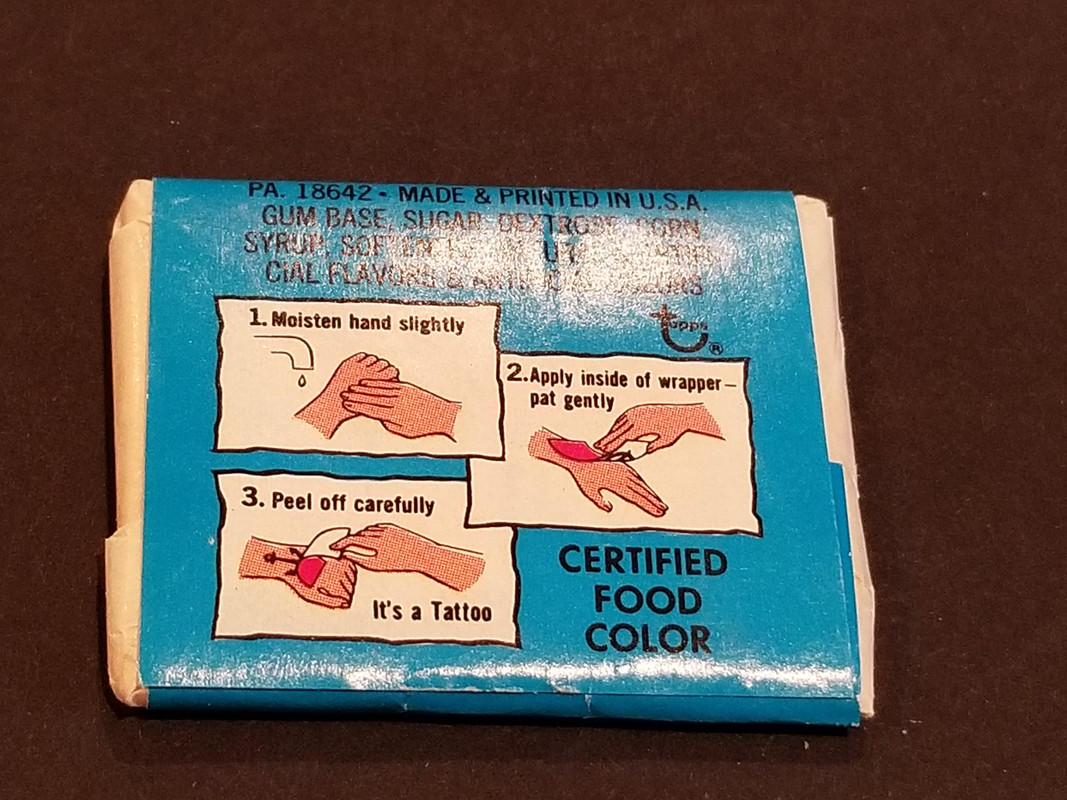 PA. 18642 - MADE & PRINTED IN U.S.A.
GUM BASE, SUGAR, DEXTROSE, CORN
SYRUP,
CIAL FLAVORS & COLORS
topps ®
1. Moisten hand slightly
2. Apply inside of wrapper—
pat gently
3. Peel off carefully
It's a Tattoo
CERTIFIED
FOOD
COLOR